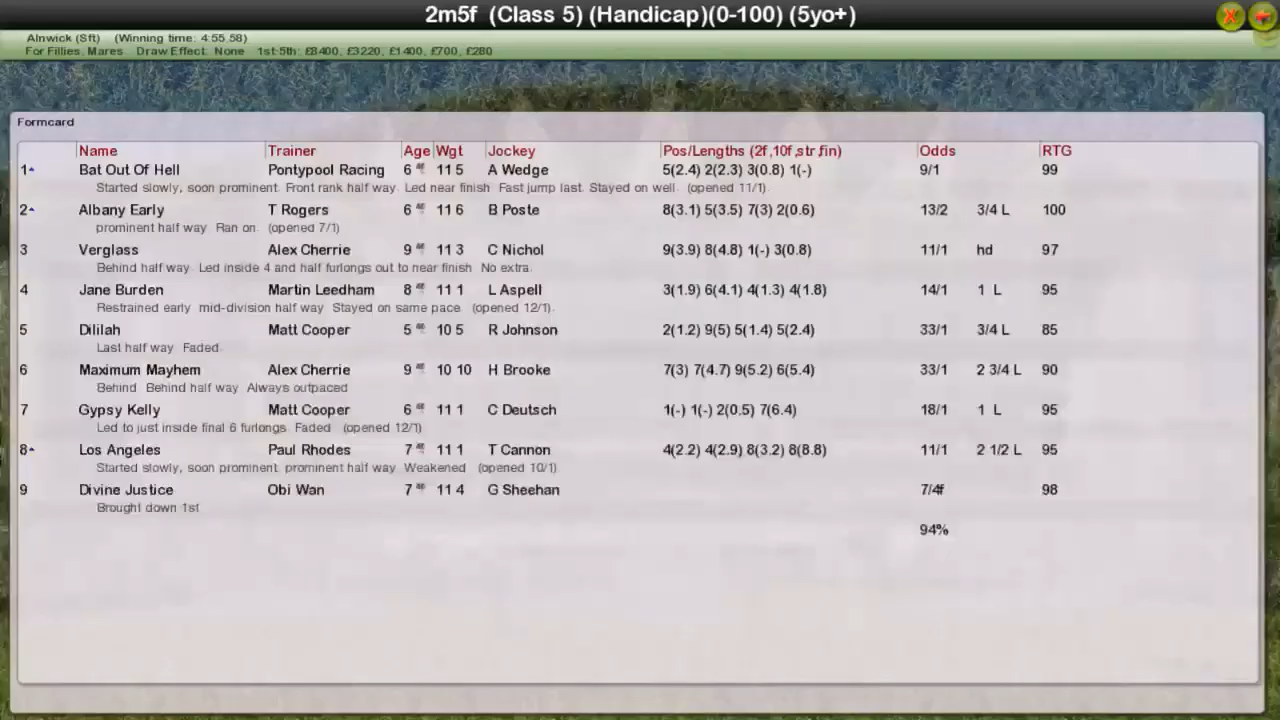 2m5f (Class 5) (Handicap)(0-100) (5yo+)
Alnwick (Sft) (Winning time: 4:55.58)
For Fillies, Mares Draw Effect: None 1st-5th: £8400, £3220, £1400, £700, £280
Formcard
Name Trainer Age Wgt Jockey Pos/Lengths (2f,10f,str,fin) Odds RTG
1 Bat Out Of Hell Pontypool Racing 6 11 5 A Wedge 5(2.4) 2(2.3) 3(0.8) 1(-) 9/1 99
Started slowly, soon prominent. Front rank half way. Led near finish. Fast jump last. Stayed on well. (opened 11/1).
2 Albany Early T Rogers 6 11 6 B Poste 8(3.1) 5(3.5) 7(3) 2(0.6) 13/2 3/4 L 100
prominent half way Ran on (opened 7/1)
3 Verglass Alex Cherrie 9 11 3 C Nichol 9(3.9) 8(4.8) 1(-) 3(0.8) 11/1 hd 97
Behind half way Led inside 4 and half furlongs out to near finish No extra.
4 Jane Burden Martin Leedham 8 11 1 L Aspell 3(1.9) 6(4.1) 4(1.3) 4(1.8) 14/1 1 L 95
Restrained early mid-division half way Stayed on same pace. (opened 12/1).
5 Dililah Matt Cooper 5 10 5 R Johnson 2(1.2) 9(5) 5(1.4) 5(2.4) 33/1 3/4 L 85
Last half way Faded.
6 Maximum Mayhem Alex Cherrie 9 10 10 H Brooke 7(3) 7(4.7) 9(5.2) 6(5.4) 33/1 2 3/4 L 90
Behind Behind half way Always outpaced
7 Gypsy Kelly Matt Cooper 6 11 1 C Deutsch 1(-) 1(-) 2(0.5) 7(6.4) 18/1 1 L 95
Led to just inside final 6 furlongs. Faded (opened 12/1)
8 Los Angeles Paul Rhodes 7 11 1 T Cannon 4(2.2) 4(2.9) 8(3.2) 8(8.8) 11/1 2 1/2 L 95
Started slowly, soon prominent. prominent half way Weakened (opened 10/1)
9 Divine Justice Obi Wan 7 11 4 G Sheehan 7/4f 98
Brought down 1st
94%